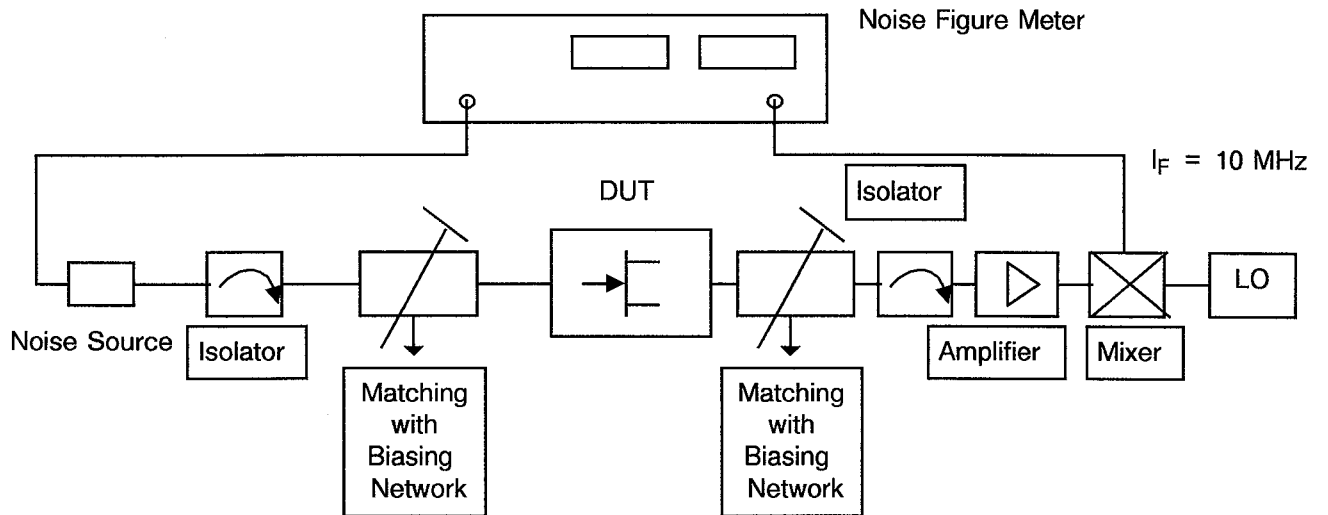 Noise Figure Meter
I_F = 10 MHz
DUT
Isolator
LO
Noise Source
Isolator
Amplifier
Mixer
Matching
with
Biasing
Network
Matching
with
Biasing
Network